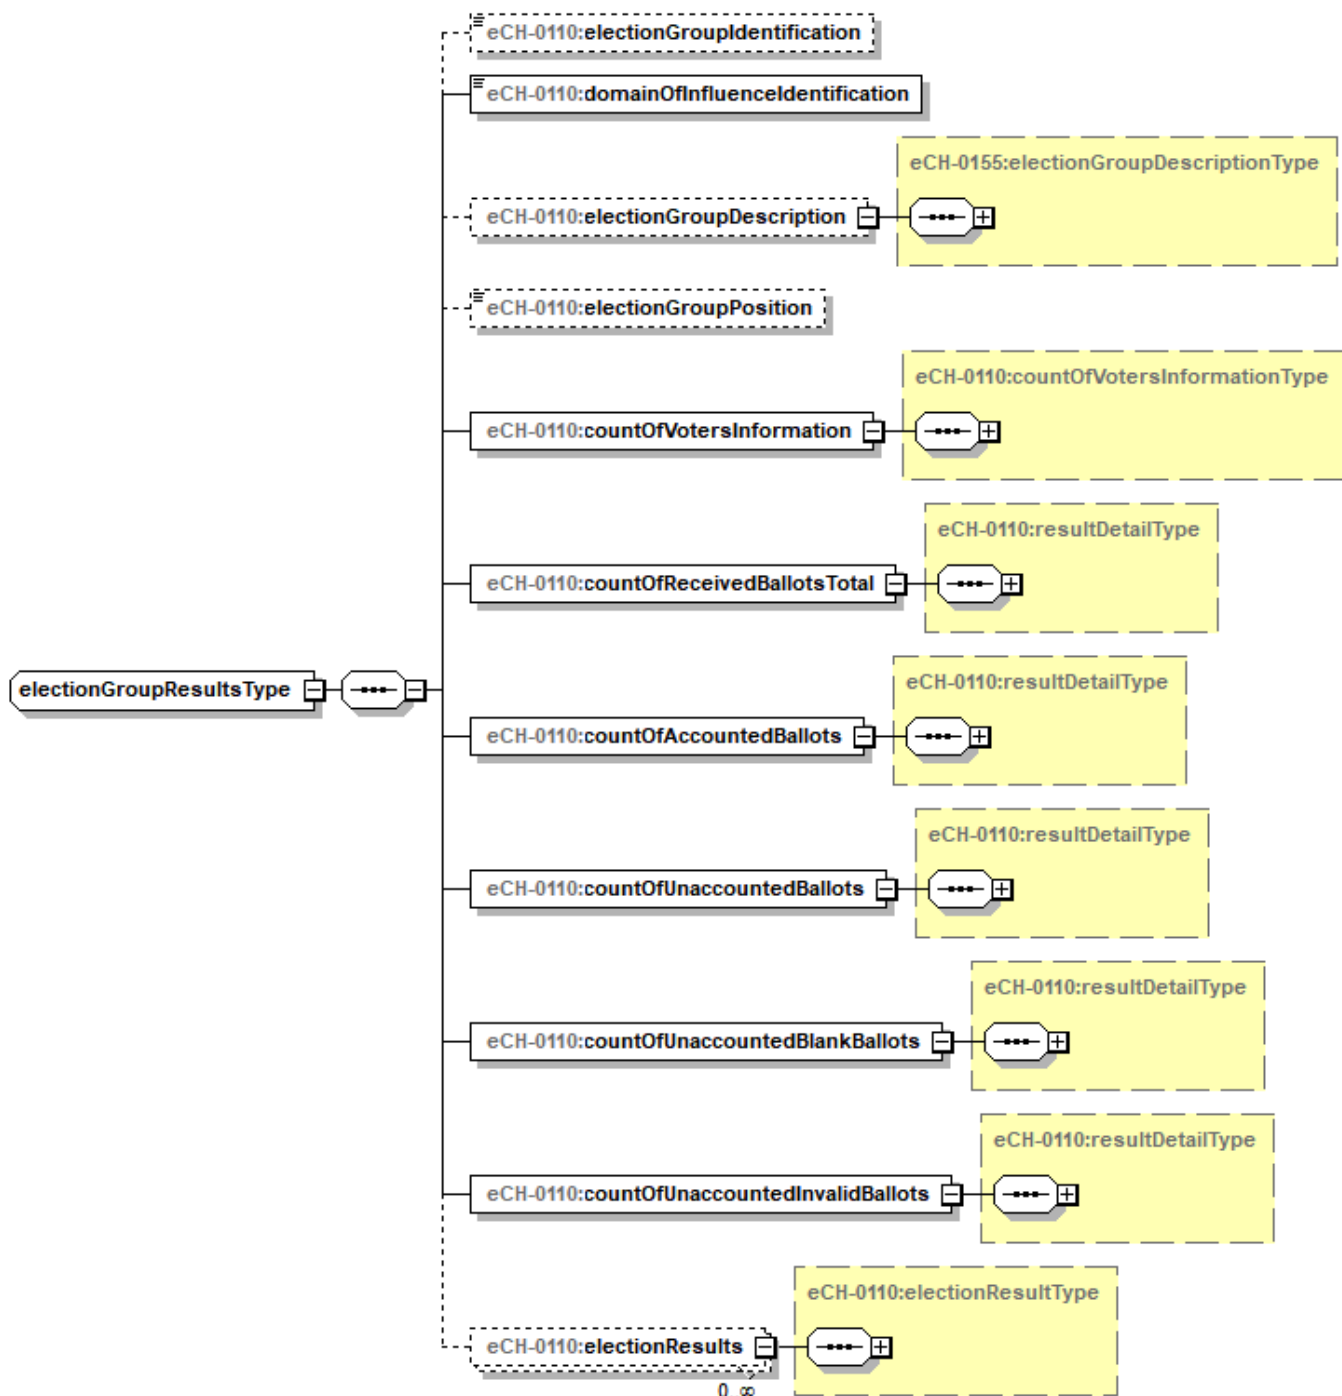 eCH-0110:electionGroupIdentification
eCH-0110:domainOfInfluenceIdentification
eCH-0155:electionGroupDescriptionType
eCH-0110:electionGroupDescription
eCH-0110:electionGroupPosition
eCH-0110:countOfVotersInformationType
eCH-0110:countOfVotersInformation
eCH-0110:resultDetailType
eCH-0110:countOfReceivedBallotsTotal
electionGroupResultsType
eCH-0110:resultDetailType
eCH-0110:countOfAccountedBallots
eCH-0110:resultDetailType
eCH-0110:countOfUnaccountedBallots
eCH-0110:resultDetailType
eCH-0110:countOfUnaccountedBlankBallots
eCH-0110:resultDetailType
eCH-0110:countOfUnaccountedInvalidBallots
eCH-0110:electionResultType
eCH-0110:electionResults
0..∞